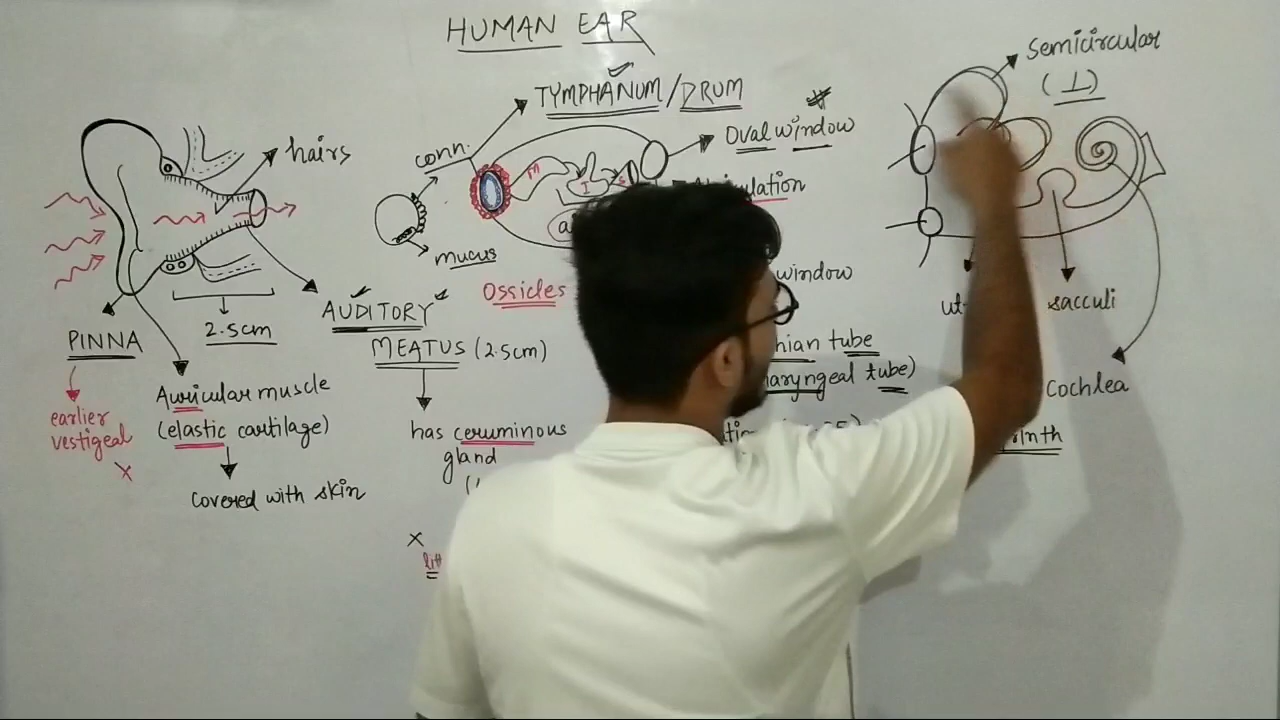 HUMAN EAR
hairs
PINNA
earlier
vestigeal
X
2.5cm
Auricular muscle
(elastic cartilage)
Covered with skin
AUDITORY
MEATUS (2.5cm)
has ceruminous
gland
X
TYMPHANUM/DRUM
conn.
mucus
M
I
S
Ossicles
Oval window
window
tube
tube)
Semicircular
(⊥)
sacculi
Cochlea